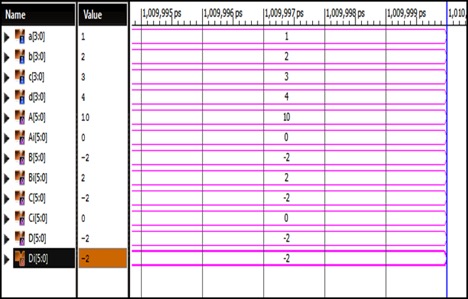 Name Value 1,009,995 ps 1,009,996 ps 1,009,997 ps 1,009,998 ps 1,009,999 ps 1,010
a[3:0] 1 1
b[3:0] 2 2
c[3:0] 3 3
d[3:0] 4 4
A[5:0] 10 10
Ai[5:0] 0 0
B[5:0] -2 -2
Bi[5:0] 2 2
C[5:0] -2 -2
Ci[5:0] 0 0
D[5:0] -2 -2
Di[5:0] -2 -2